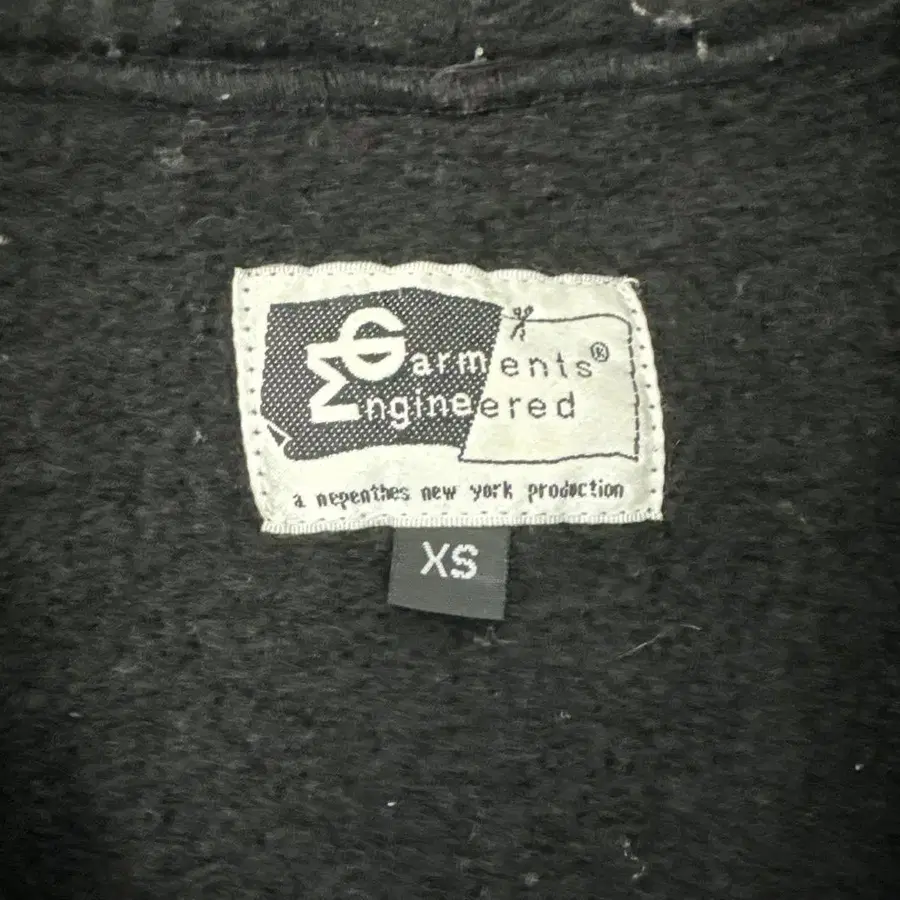 Garments®
Engineered
a nepenthes new york production
XS